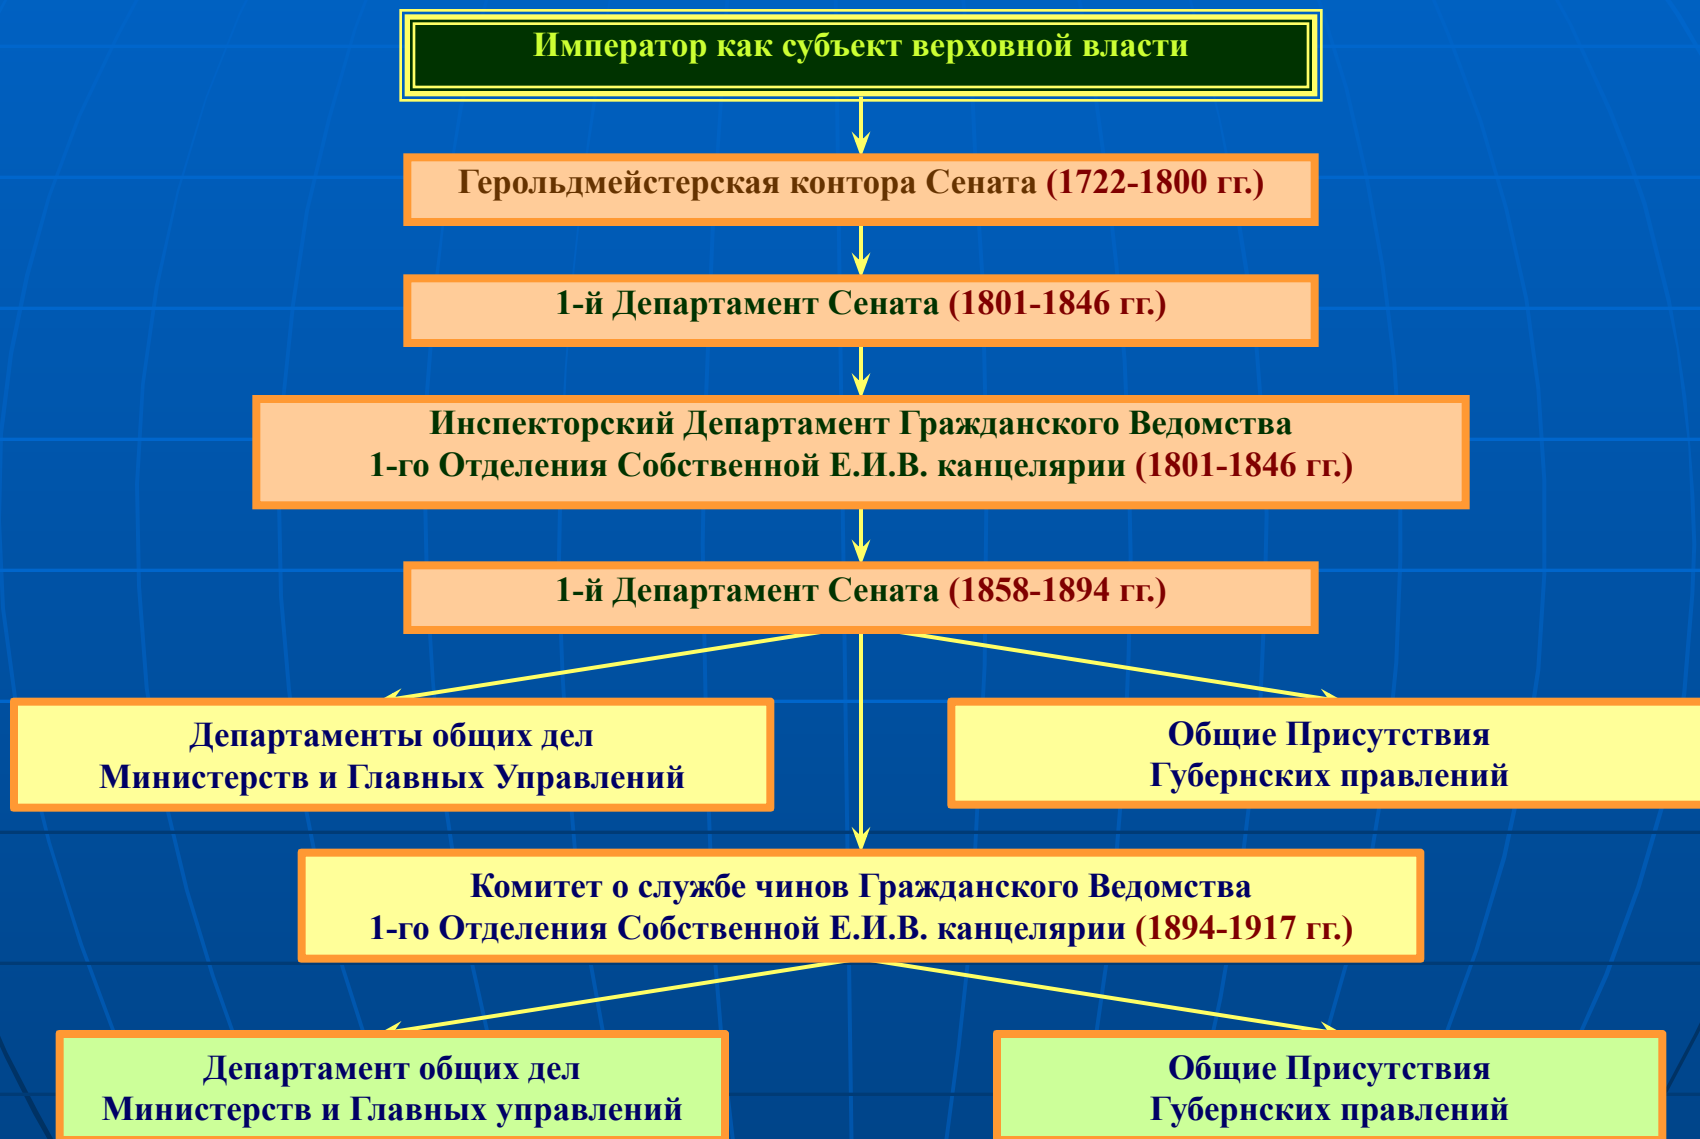 Император как субъект верховной власти
Герольдмейстерская контора Сената (1722-1800 гг.)
1-й Департамент Сената (1801-1846 гг.)
Инспекторский Департамент Гражданского Ведомства
1-го Отделения Собственной Е.И.В. канцелярии (1801-1846 гг.)
1-й Департамент Сената (1858-1894 гг.)
Департаменты общих дел
Министерств и Главных Управлений
Общие Присутствия
Губернских правлений
Комитет о службе чинов Гражданского Ведомства
1-го Отделения Собственной Е.И.В. канцелярии (1894-1917 гг.)
Департамент общих дел
Министерств и Главных управлений
Общие Присутствия
Губернских правлений